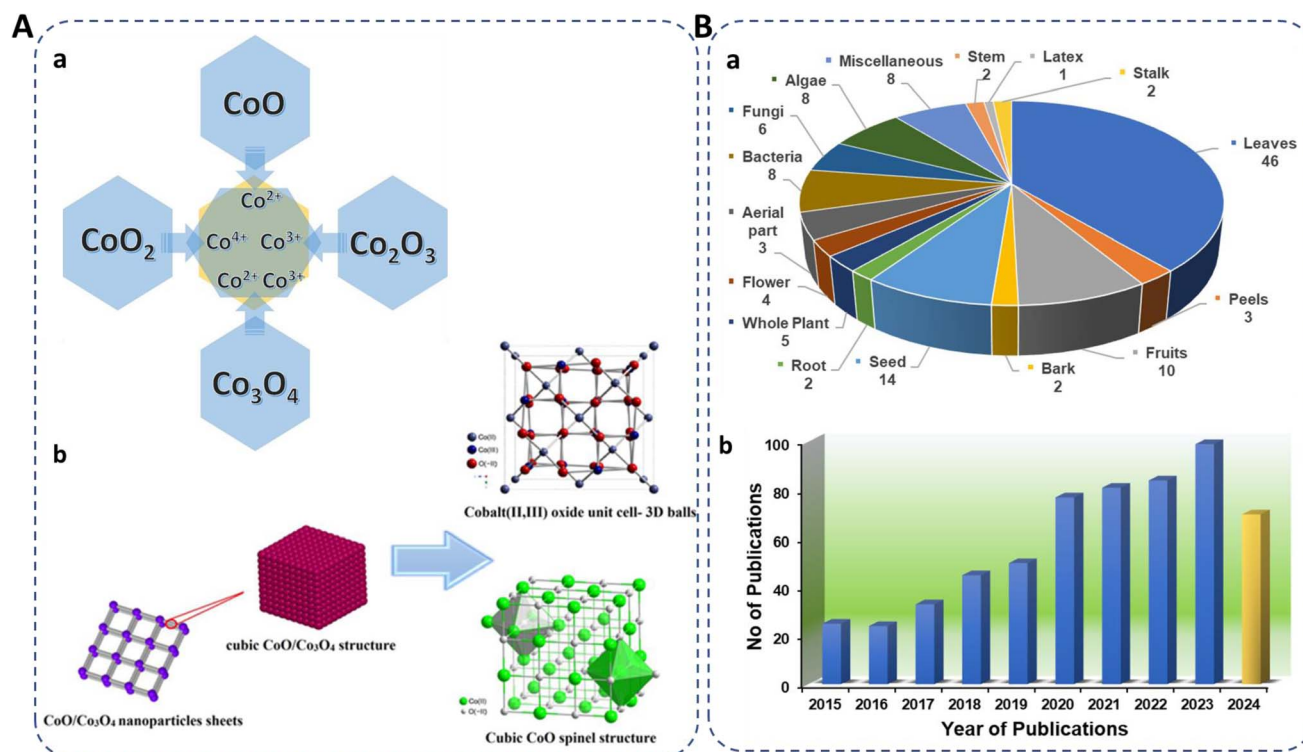 A
a
CoO
CoO₂
Co²⁺
Co⁴⁺ Co³⁺
Co²⁺ Co³⁺
Co₂O₃
Co₃O₄
b
Co(II)
Co(III)
O(-II)
Cobalt(II,III) oxide unit cell- 3D balls
cubic CoO/Co₃O₄ structure
CoO/Co₃O₄ nanoparticles sheets
Co(II)
O(-II)
Cubic CoO spinel structure
B
a
Miscellaneous
8
Stem
2
Latex
1
Stalk
2
Algae
8
Fungi
6
Bacteria
8
Aerial
part
3
Flower
4
Whole Plant
5
Root
2
Seed
14
Bark
2
Fruits
10
Peels
3
Leaves
46
b
No of Publications
100
80
60
40
20
0
2015 2016 2017 2018 2019 2020 2021 2022 2023 2024
Year of Publications